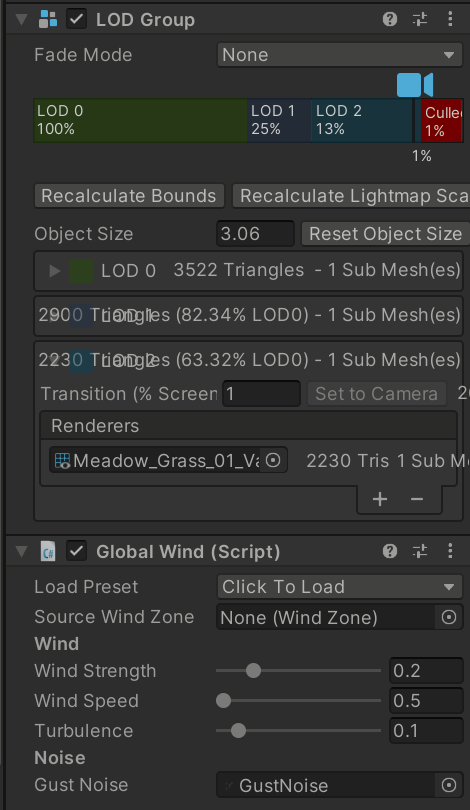 LOD Group
Fade Mode None
LOD 0 LOD 1 LOD 2 Culle
100% 25% 13% 1%
1%
Recalculate Bounds Recalculate Lightmap Sca
Object Size 3.06 Reset Object Size
LOD 0 3522 Triangles - 1 Sub Mesh(es)
LOD 1 2900 Triangles (82.34% LOD0) - 1 Sub Mesh(es)
LOD 2 2230 Triangles (63.32% LOD0) - 1 Sub Mesh(es)
Transition (% Screen 1 Set to Camera 2
Renderers
Meadow_Grass_01_Va 2230 Tris 1 Sub M
+ −
C# Global Wind (Script)
Load Preset Click To Load
Source Wind Zone None (Wind Zone)
Wind
Wind Strength 0.2
Wind Speed 0.5
Turbulence 0.1
Noise
Gust Noise GustNoise